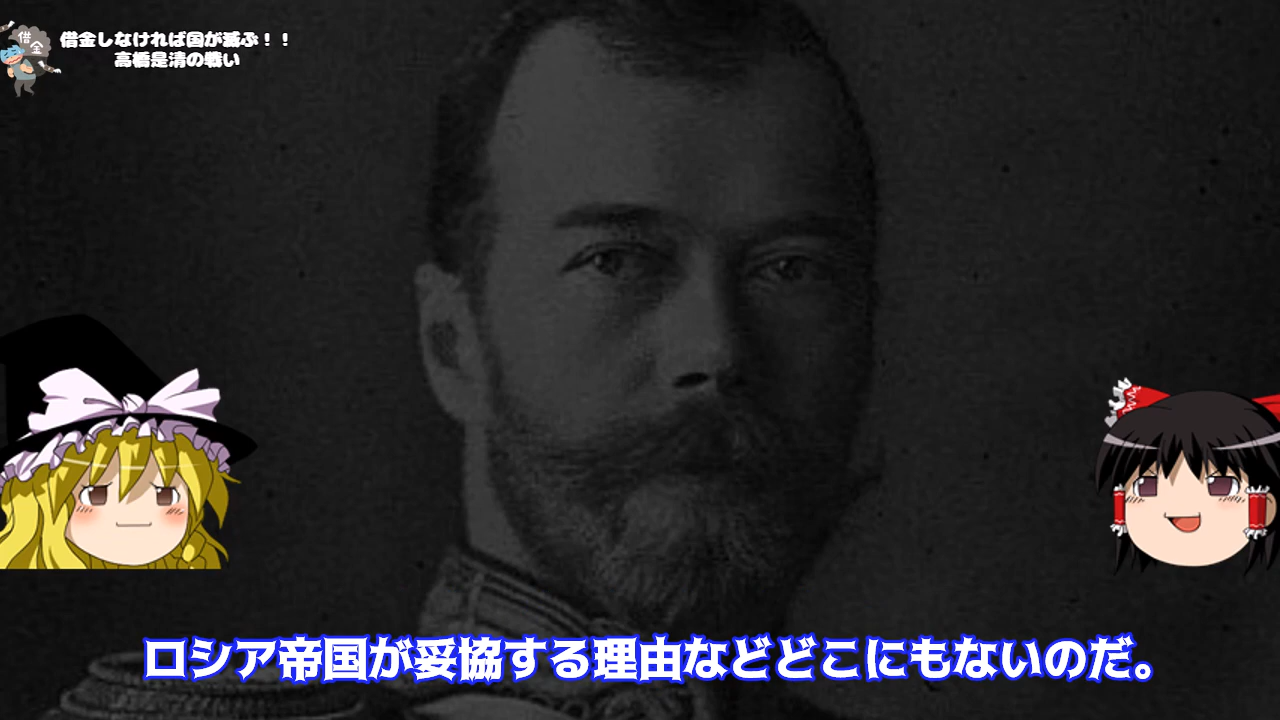 借金
借金しなければ国が滅ぶ！！
高橋是清の戦い
ロシア帝国が妥協する理由などどこにもないのだ。